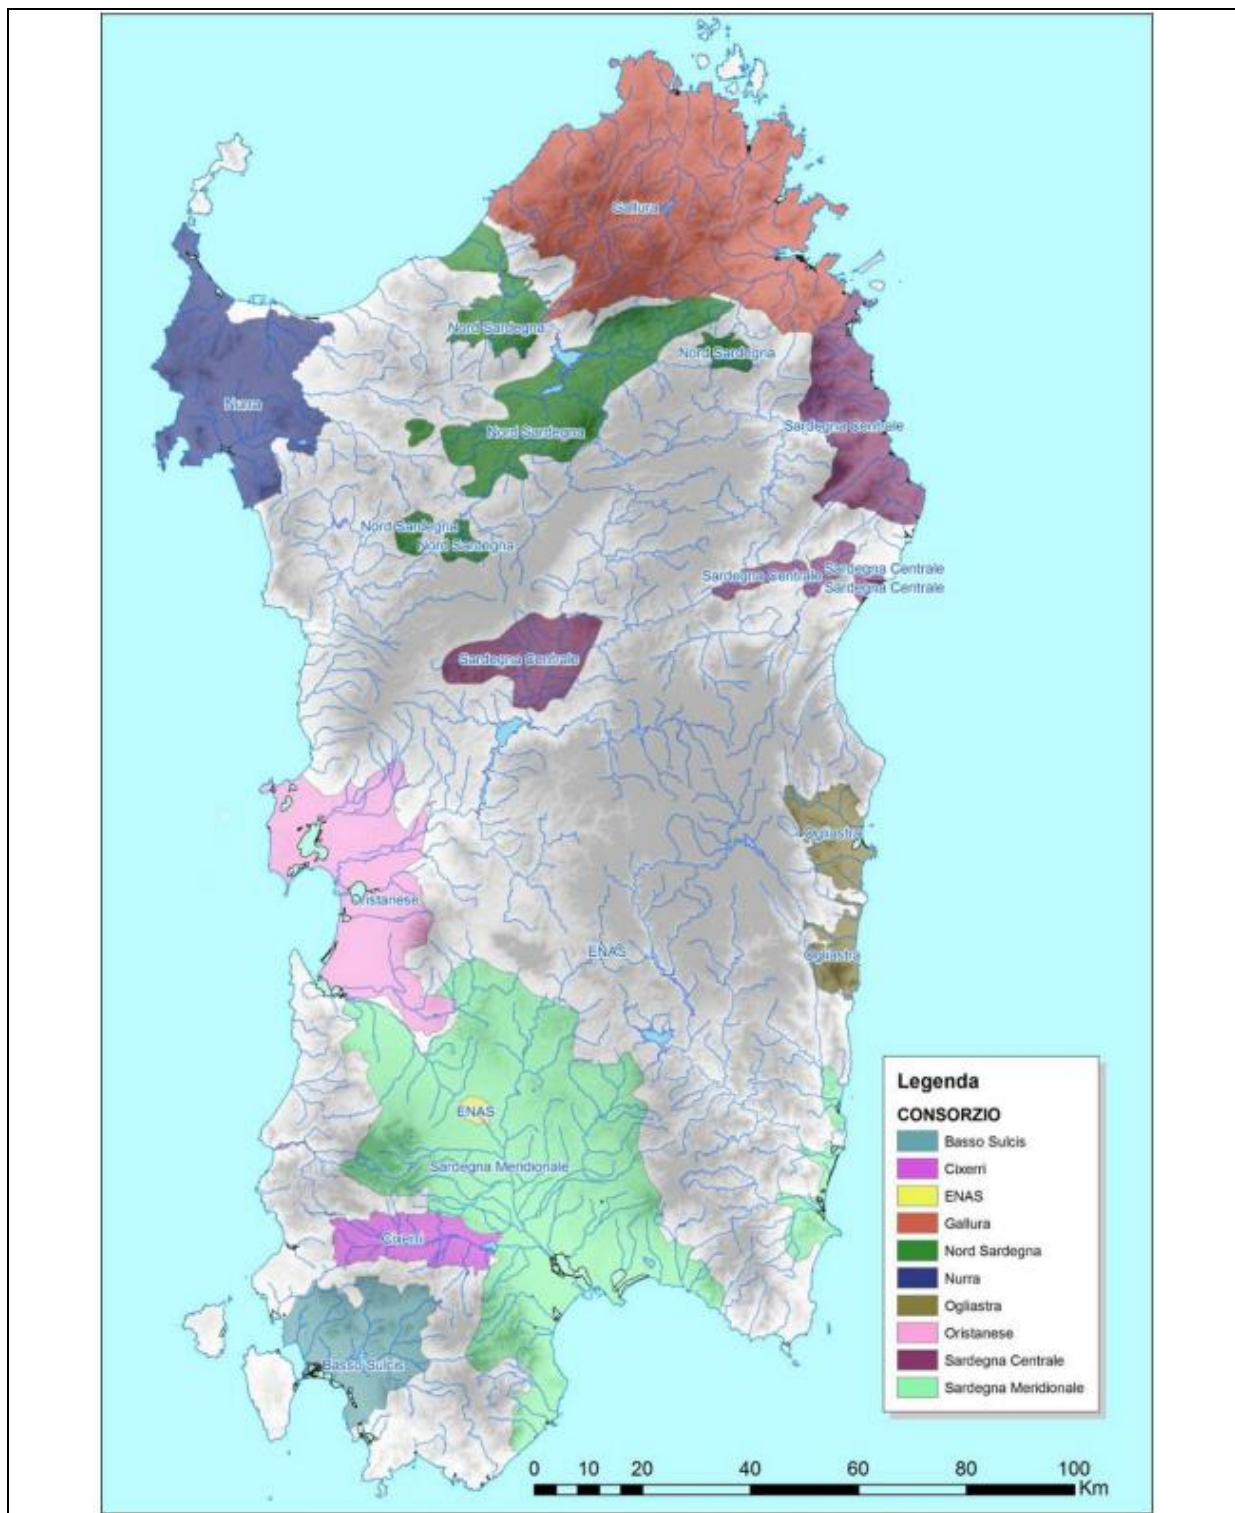 Gallura
Nord Sardegna
Nord Sardegna
Nurra
Sardegna Centrale
Nord Sardegna
Nord Sardegna
Nord Sardegna
Sardegna Centrale
Sardegna Centrale
Sardegna Centrale
Sardegna Centrale
Ogliastra
Oristanese
ENAS
Ogliastra
ENAS
Sardegna Meridionale
Cixerri
Basso Sulcis
Legenda
CONSORZIO
Basso Sulcis
Cixerri
ENAS
Gallura
Nord Sardegna
Nurra
Ogliastra
Oristanese
Sardegna Centrale
Sardegna Meridionale
0 10 20 40 60 80 100
Km